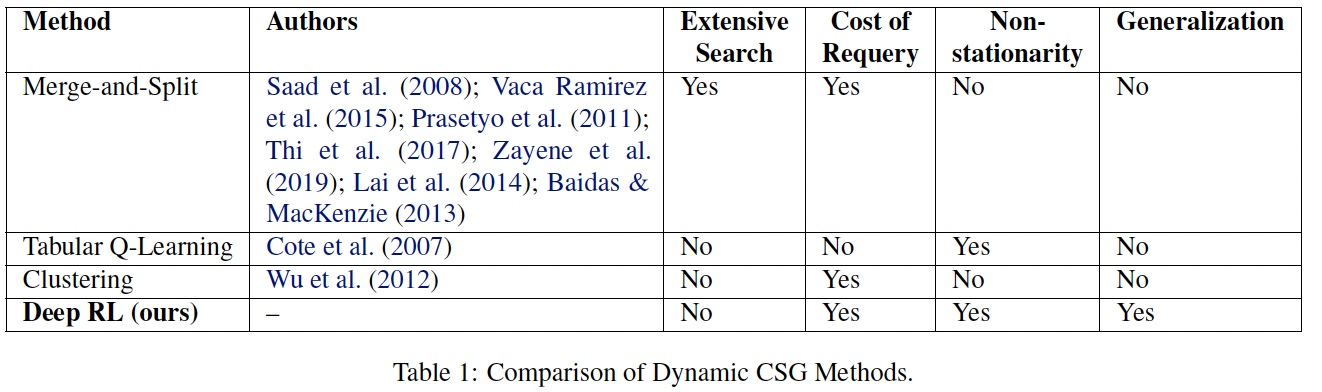 Method Authors Extensive Search Cost of Requery Non-stationarity Generalization
Merge-and-Split Saad et al. (2008); Vaca Ramirez Yes Yes No No
et al. (2015); Prasetyo et al. (2011);
Thi et al. (2017); Zayene et al.
(2019); Lai et al. (2014); Baidas &
MacKenzie (2013)
Tabular Q-Learning Cote et al. (2007) No No Yes No
Clustering Wu et al. (2012) No Yes No No
Deep RL (ours) – No Yes Yes Yes
Table 1: Comparison of Dynamic CSG Methods.